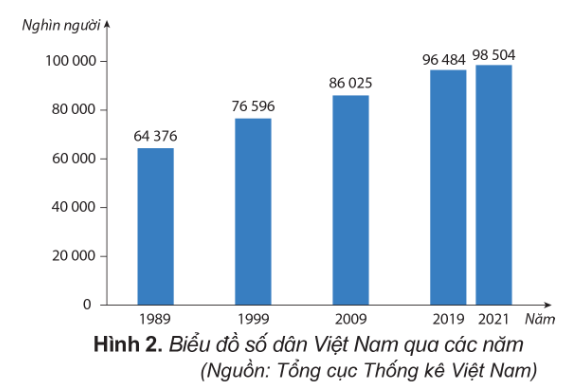 Nghìn người
100 000
80 000
60 000
40 000
20 000
0
64 376
76 596
86 025
96 484
98 504
1989 1999 2009 2019 2021 Năm
Hình 2. Biểu đồ số dân Việt Nam qua các năm
(Nguồn: Tổng cục Thống kê Việt Nam)